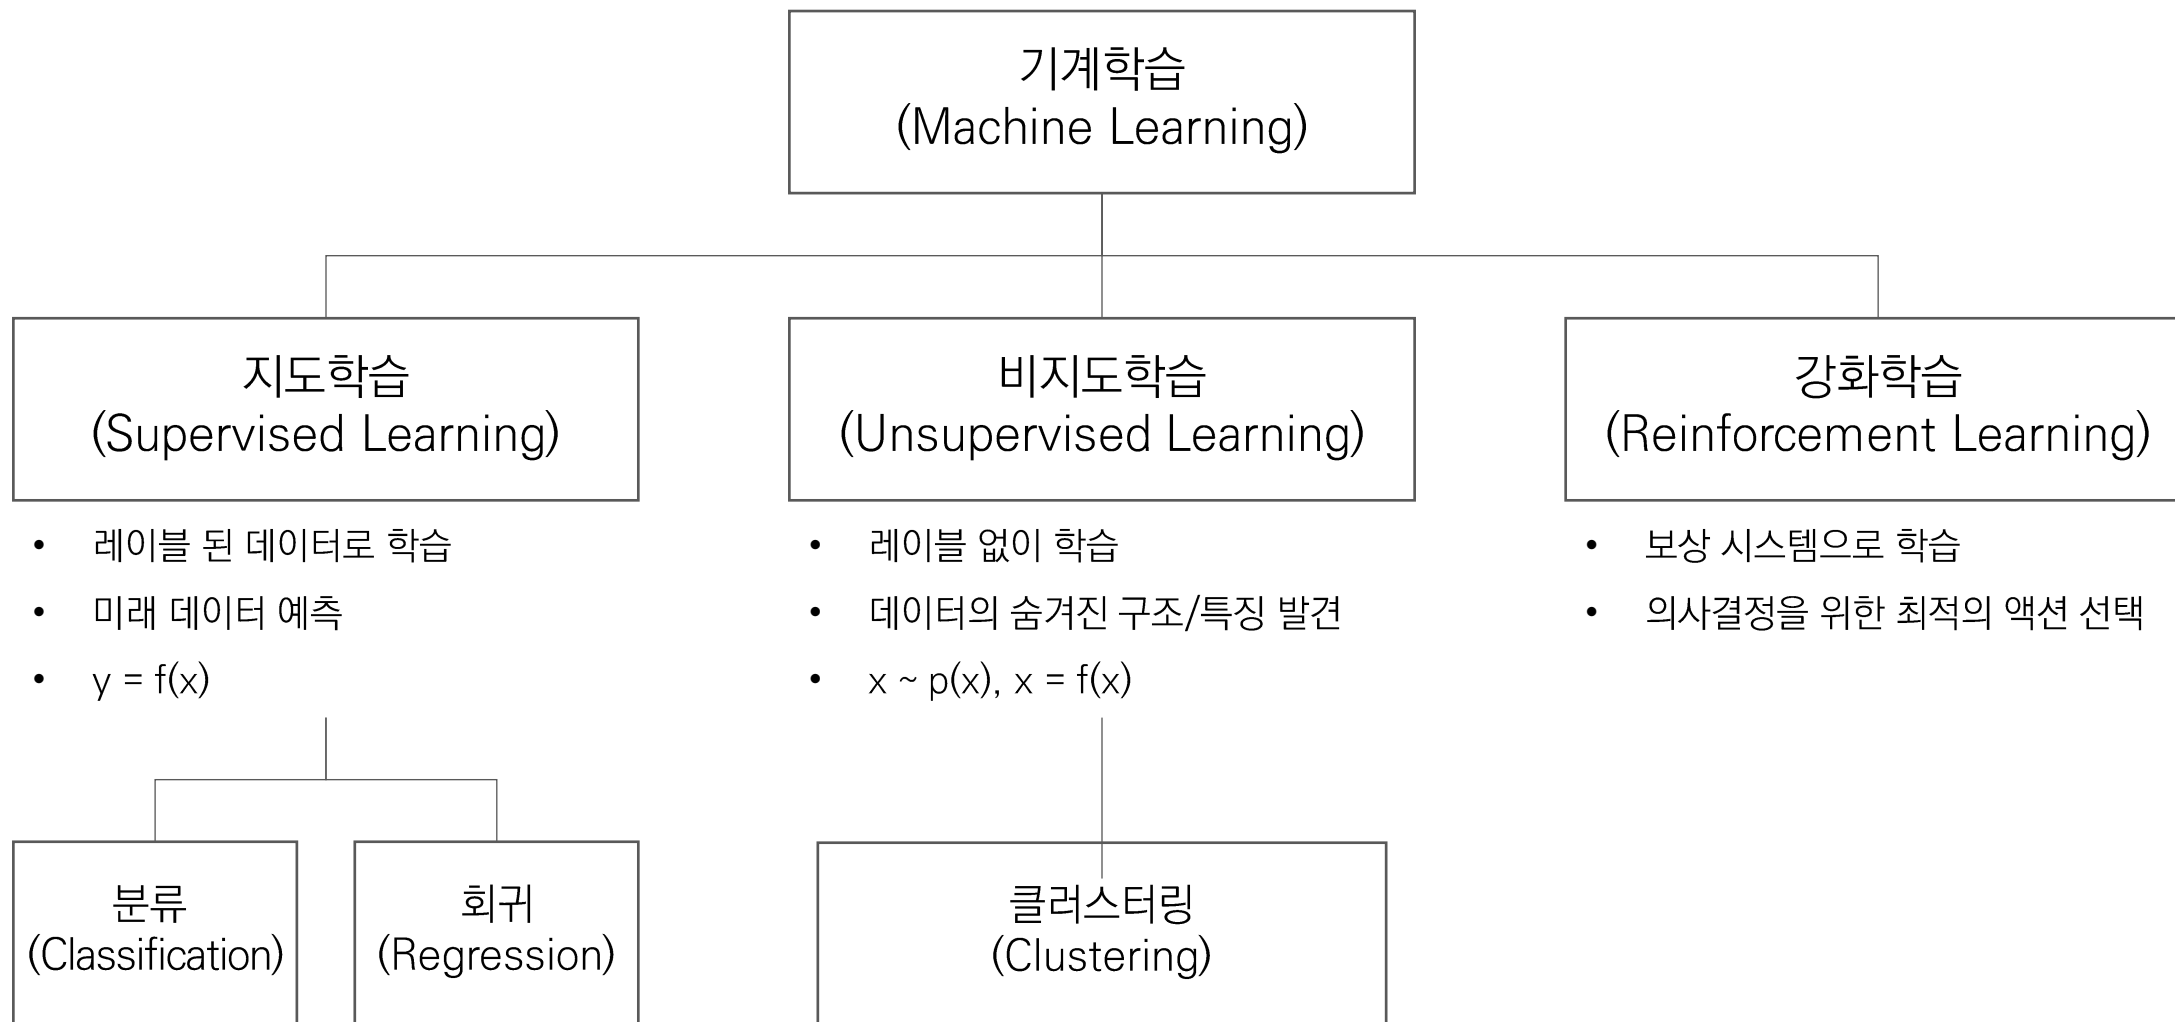 기계학습
(Machine Learning)
지도학습
(Supervised Learning)
비지도학습
(Unsupervised Learning)
강화학습
(Reinforcement Learning)
• 레이블 된 데이터로 학습
• 미래 데이터 예측
• y = f(x)
• 레이블 없이 학습
• 데이터의 숨겨진 구조/특징 발견
• x ~ p(x), x = f(x)
• 보상 시스템으로 학습
• 의사결정을 위한 최적의 액션 선택
분류
(Classification)
회귀
(Regression)
클러스터링
(Clustering)